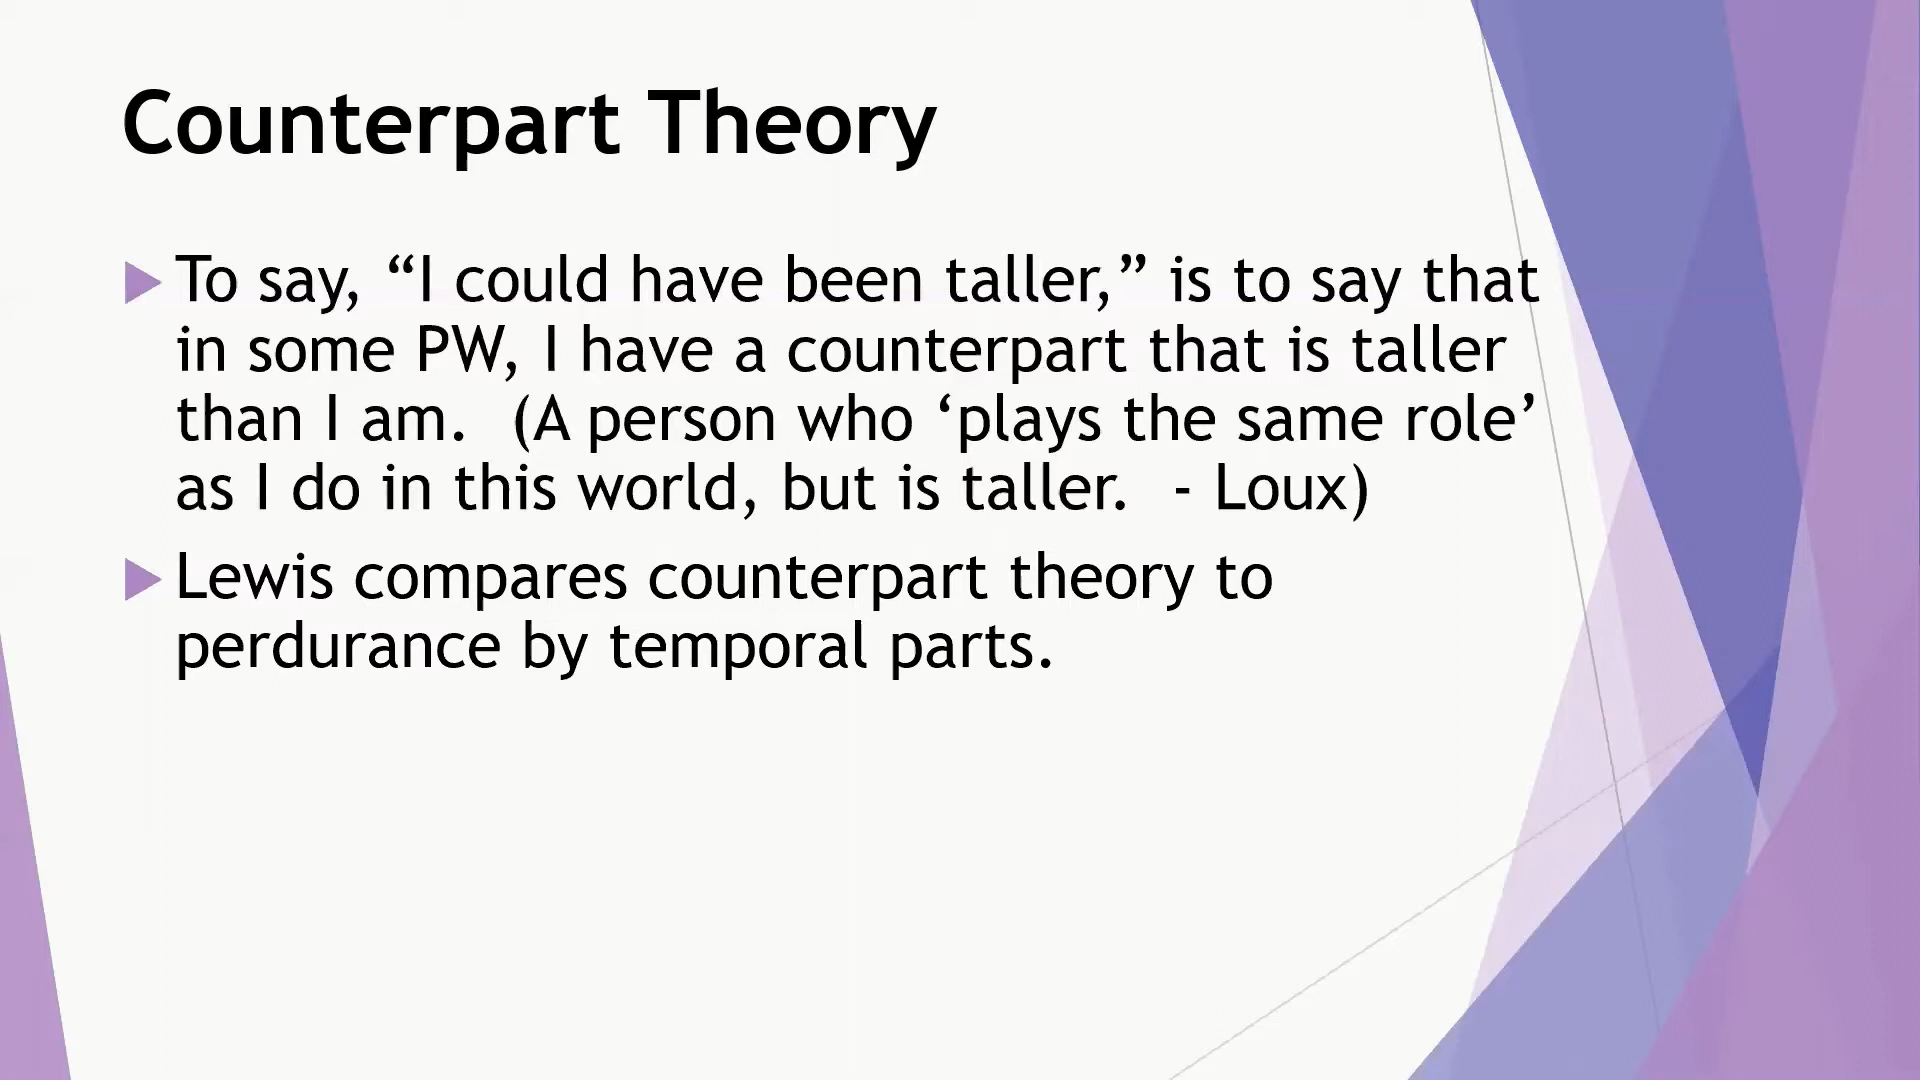 Counterpart Theory
To say, “I could have been taller,” is to say that
in some PW, I have a counterpart that is taller
than I am.  (A person who ‘plays the same role’
as I do in this world, but is taller.  - Loux)
Lewis compares counterpart theory to
perdurance by temporal parts.